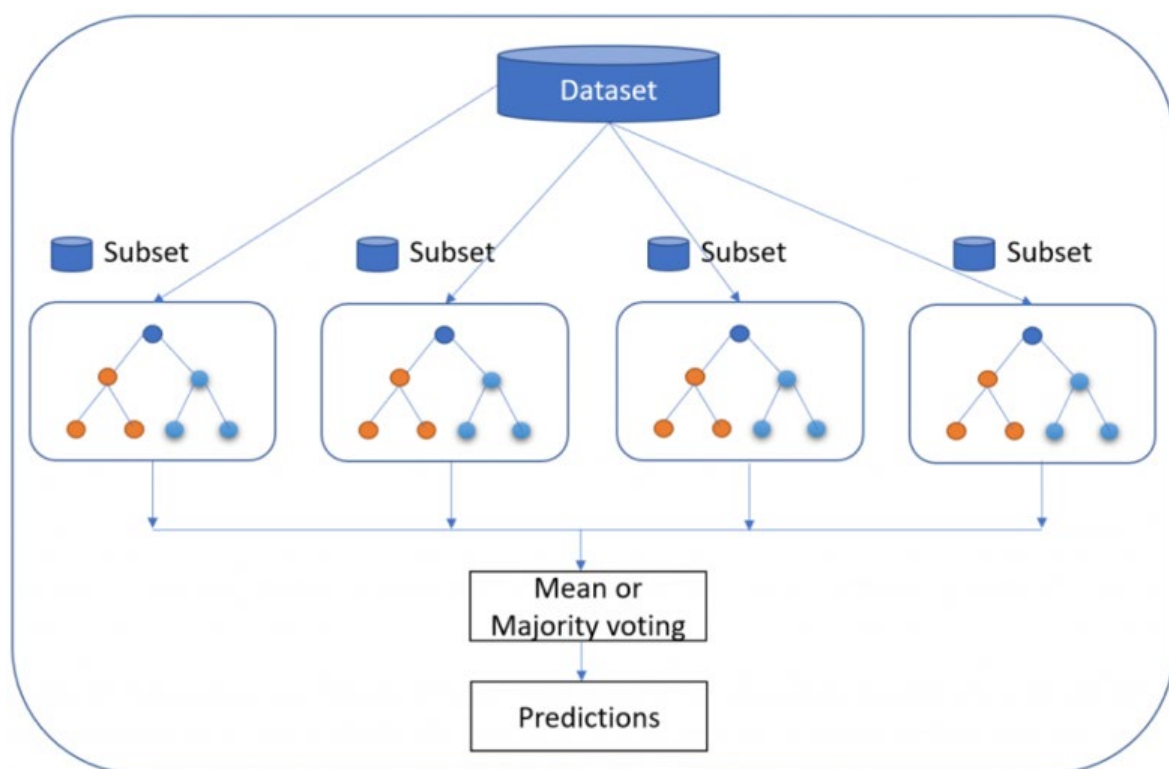 Dataset
Subset
Subset
Subset
Subset
Mean or
Majority voting
Predictions